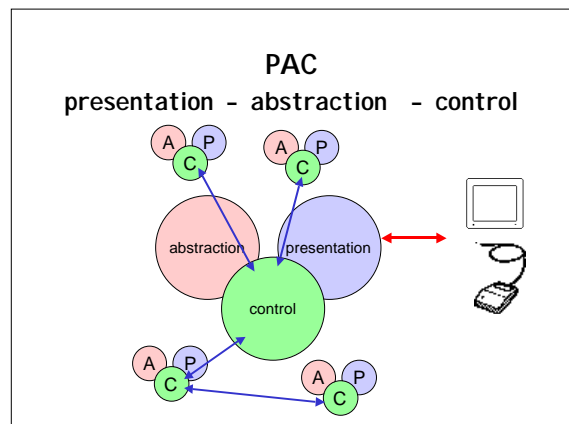 PAC
presentation - abstraction - control
A P
C
A P
C
abstraction
presentation
control
A P
C
A P
C